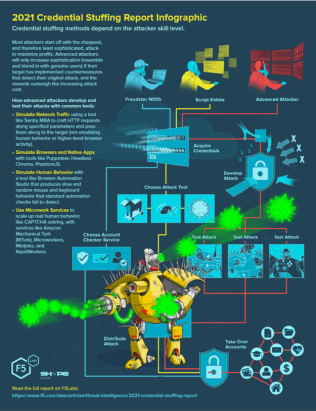 2021 Credential Stuffing Report Infographic
Credential stuffing methods depend on the attacker skill level.
Most attackers start off with the cheapest,
and therefore least sophisticated, attack
to maximize profits. Advanced attackers
will only increase sophistication (resemble
and blend-in with genuine users) if their
target has implemented countermeasures
that detect their original attack, and the
rewards outweigh the increasing attack
cost.
How advanced attackers develop and
test their attacks with common tools:
• Simulate Network Traffic using a tool
like Sentry MBA to craft HTTP requests
along specified parameters and pass
them along to the target (not emulating
human behavior or higher-level browser
activity).
• Simulate Browsers and Native Apps
with tools like Puppeteer, Headless
Chrome, PhantomJS.
• Simulate Human Behavior with
a tool like Browser Automation
Studio that produces slow and
random mouse and keyboard
behavior that standard automation
checks fail to detect.
• Use Microwork Services to
scale up real human behavior,
like CAPTCHA solving, with
services like Amazon
Mechanical Turk
(MTurk), Microworkers,
Minijobz, and
RapidWorkers.
Fraudster N00b
Script Kiddie
Advanced Attacker
Acquire
Credentials
Develop
Attack
X
X
X
Choose Attack Tool
Choose Account
Checker Service
Test Attack
Test Attack
Test Attack
Distribute
Attack
Take Over
Accounts
F5 LABS
SHAPE
Read the full report on F5Labs:
https://www.f5.com/labs/articles/threat-intelligence/2021-credential-stuffing-report